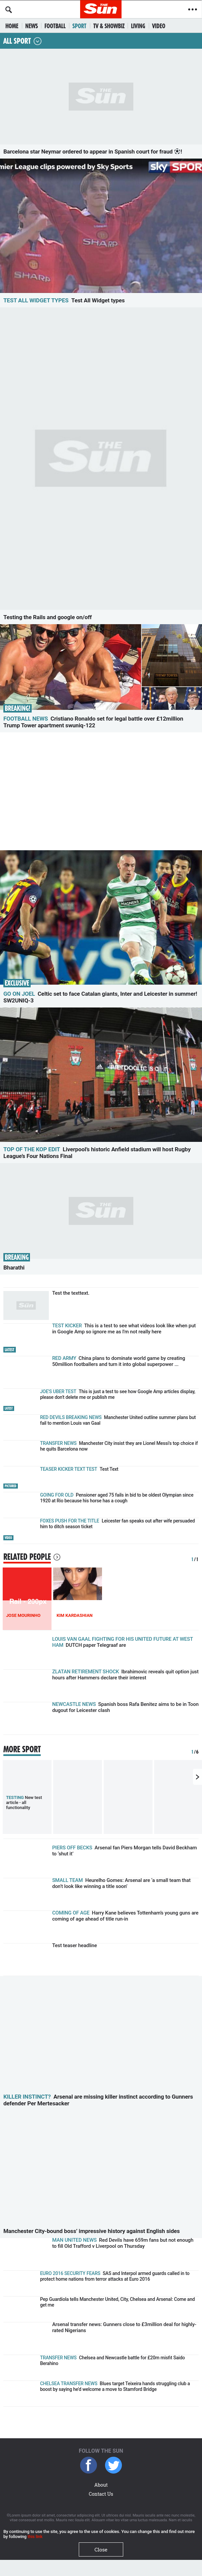 THE Sun
HOME NEWS FOOTBALL SPORT TV & SHOWBIZ LIVING VIDEO
ALL SPORT
Barcelona star Neymar ordered to appear in Spanish court for fraud ⚽!
mier League clips powered by Sky Sports
sky SPOR
TEST ALL WIDGET TYPES Test All Widget types
THE Sun
Testing the Rails and google on/off
BREAKING!
FOOTBALL NEWS Cristiano Ronaldo set for legal battle over £12million
Trump Tower apartment swuniq-122
EXCLUSIVE
GO ON JOEL Celtic set to face Catalan giants, Inter and Leicester in summer!
SW2UNIQ-3
TOP OF THE KOP EDIT Liverpool's historic Anfield stadium will host Rugby
League's Four Nations Final
Sun
BREAKING
Bharathi
Sun
Test the texttext.
TEST KICKER This is a test to see what videos look like when put
in Google Amp so ignore me as I'm not really here
LATEST
RED ARMY China plans to dominate world game by creating
50million footballers and turn it into global superpower ...
JOE'S UBER TEST This is just a test to see how Google Amp articles display,
please don't delete me or publish me
LATEST
RED DEVILS BREAKING NEWS Manchester United outline summer plans but
fail to mention Louis van Gaal
TRANSFER NEWS Manchester City insist they are Lionel Messi's top choice if
he quits Barcelona now
TEASER KICKER TEXT TEST Test Text
PICTURED
GOING FOR OLD Pensioner aged 75 fails in bid to be oldest Olympian since
1920 at Rio because his horse has a cough
FOXES PUSH FOR THE TITLE Leicester fan speaks out after wife persuaded
him to ditch season ticket
VIDEO
RELATED PEOPLE
1/1
JOSE MOURINHO
KIM KARDASHIAN
LOUIS VAN GAAL FIGHTING FOR HIS UNITED FUTURE AT WEST
HAM DUTCH paper Telegraaf are
ZLATAN RETIREMENT SHOCK Ibrahimovic reveals quit option just
hours after Hammers declare their interest
NEWCASTLE NEWS Spanish boss Rafa Benitez aims to be in Toon
dugout for Leicester clash
MORE SPORT
1/6
TESTING New test
article - all
functionality
PIERS OFF BECKS Arsenal fan Piers Morgan tells David Beckham
to 'shut it'
SMALL TEAM Heurelho Gomes: Arsenal are 'a small team that
don't look like winning a title soon'
COMING OF AGE Harry Kane believes Tottenham's young guns are
coming of age ahead of title run-in
Test teaser headline
KILLER INSTINCT? Arsenal are missing killer instinct according to Gunners
defender Per Mertesacker
Manchester City-bound boss' impressive history against English sides
MAN UNITED NEWS Red Devils have 659m fans but not enough
to fill Old Trafford v Liverpool on Thursday
EURO 2016 SECURITY FEARS SAS and Interpol armed guards called in to
protect home nations from terror attacks at Euro 2016
Pep Guardiola tells Manchester United, City, Chelsea and Arsenal: Come and
get me
Arsenal transfer news: Gunners close to £3million deal for highly-
rated Nigerians
TRANSFER NEWS Chelsea and Newcastle battle for £20m misfit Saido
Berahino
CHELSEA TRANSFER NEWS Blues target Teixeira hands struggling club a
boost by saying he'd welcome a move to Stamford Bridge
FOLLOW THE SUN
About
Contact Us
By continuing to use the site, you agree to the use of cookies. You can change this and find out more
by following
Close